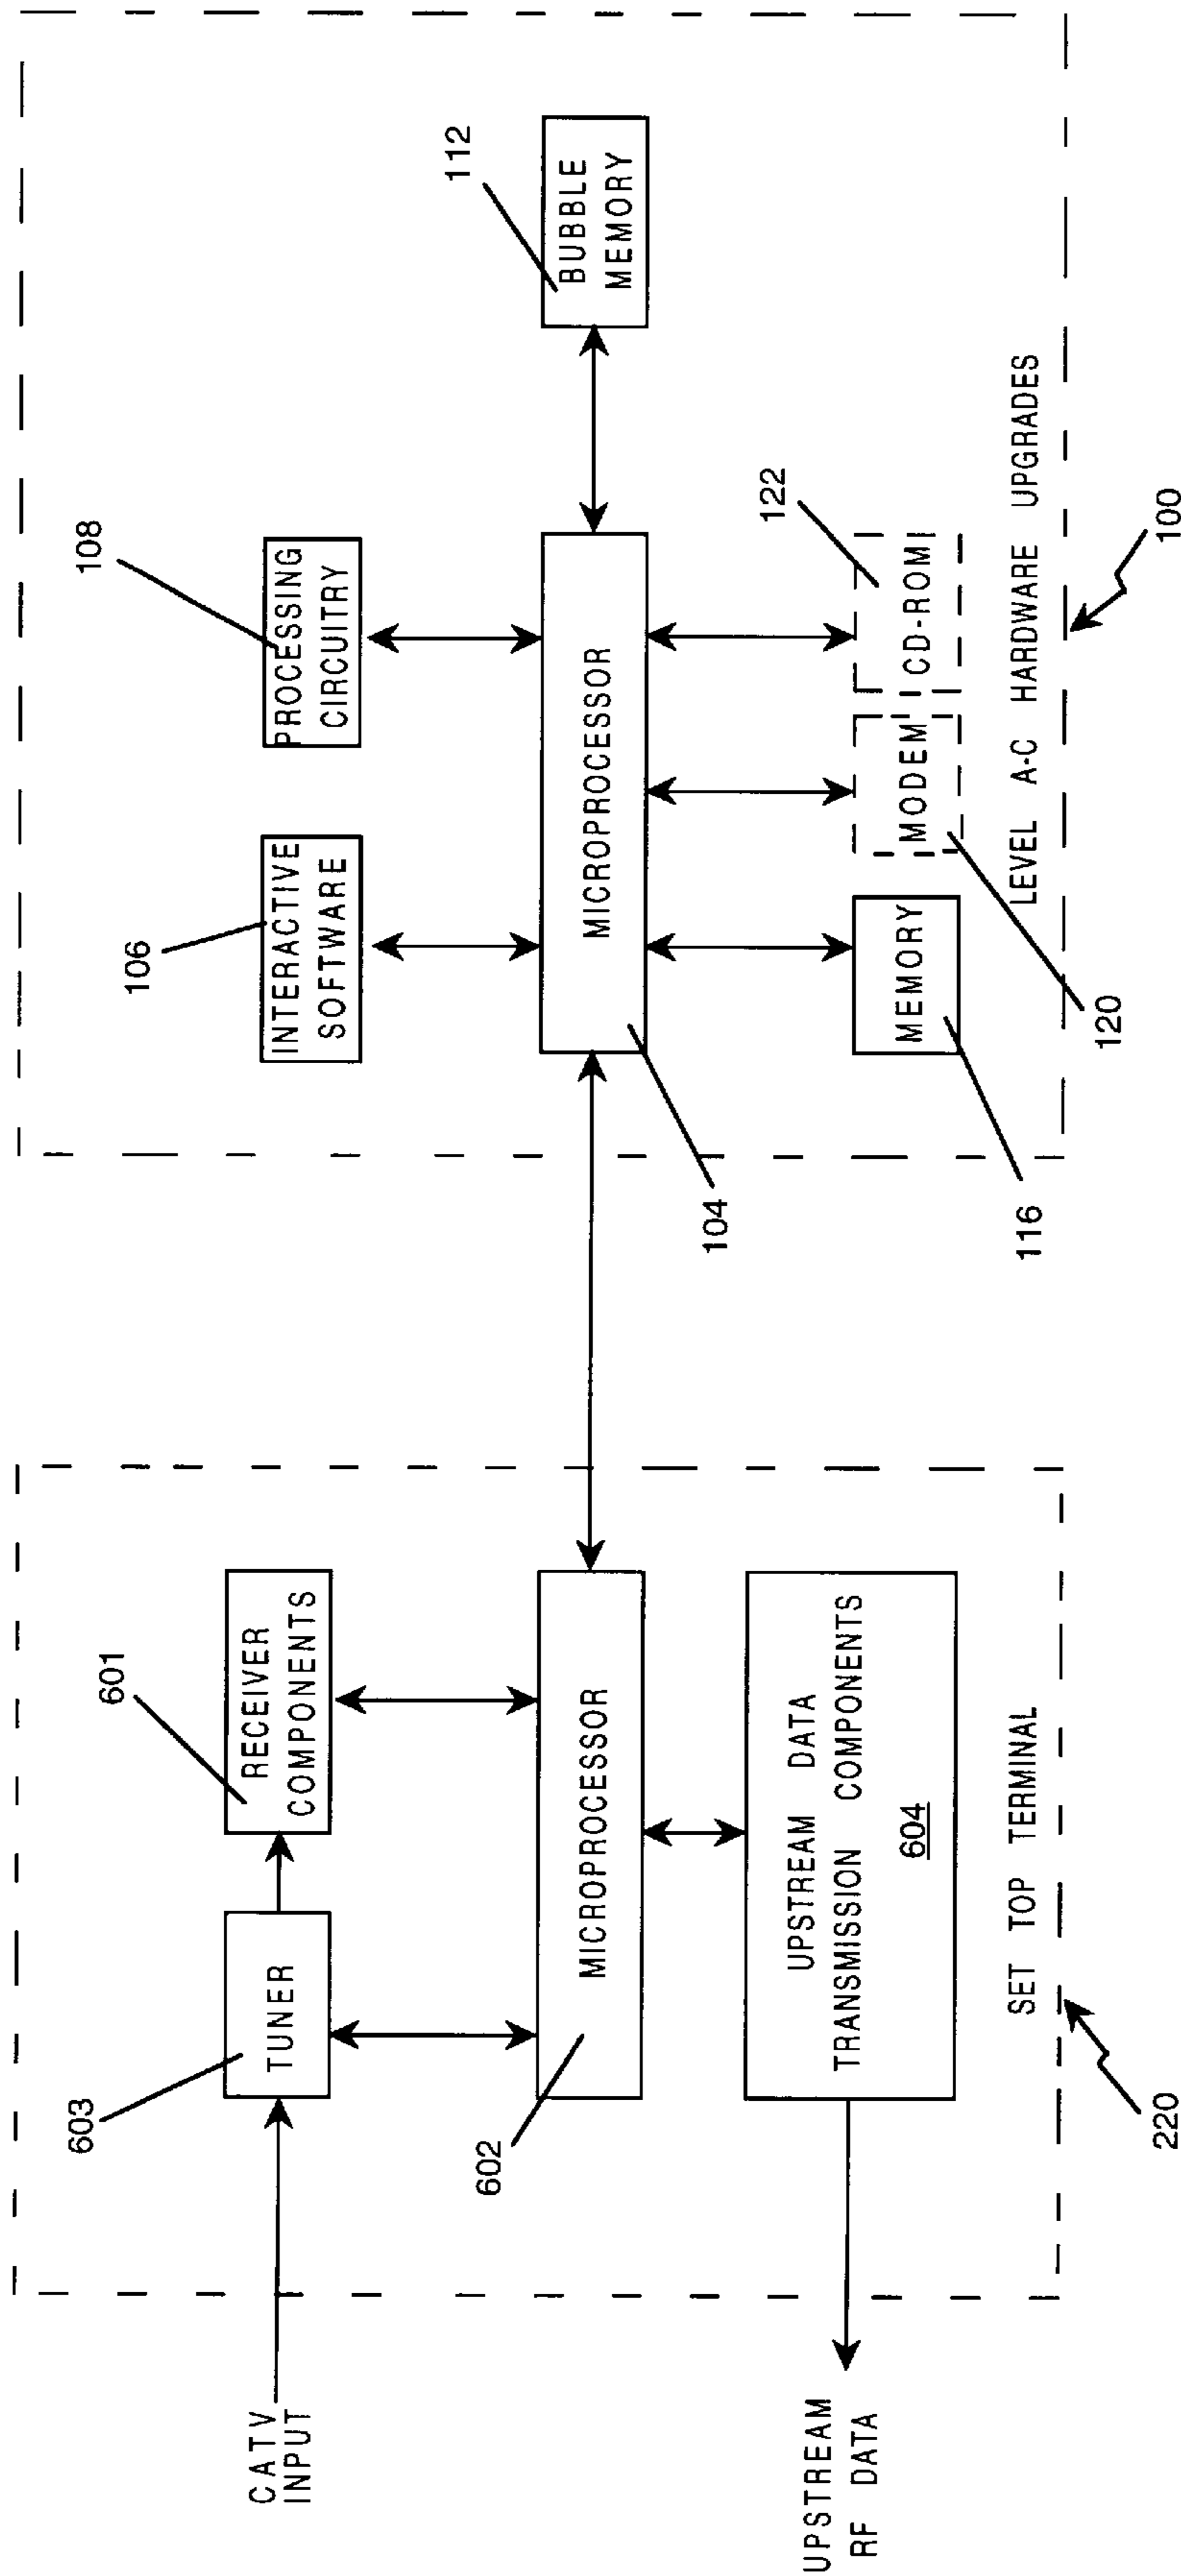 CATV
INPUT
603
TUNER
601
RECEIVER
COMPONENTS
602
MICROPROCESSOR
UPSTREAM DATA
TRANSMISSION COMPONENTS
604
UPSTREAM
RF DATA
SET TOP TERMINAL
220
106
INTERACTIVE
SOFTWARE
108
PROCESSING
CIRCUITRY
104
MICROPROCESSOR
112
BUBBLE
MEMORY
116
MEMORY
120
MODEM
122
CD-ROM
LEVEL A-C HARDWARE UPGRADES
100